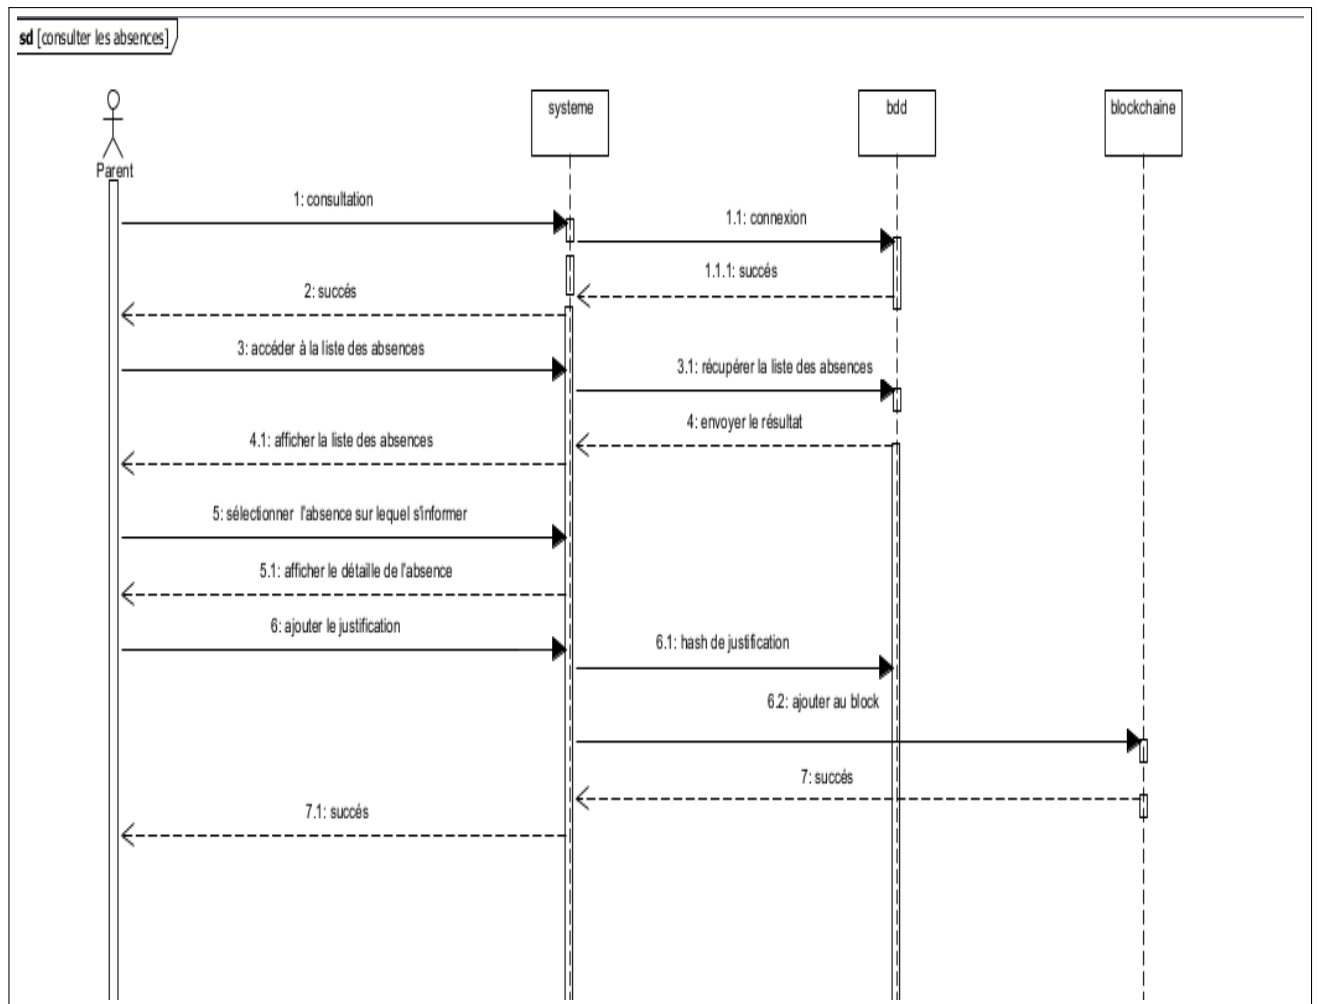 sd [consulter les absences]
systeme
bdd
blockchaine
Parent
1: consultation
1.1: connexion
1.1.1: succés
2: succés
3: accéder à la liste des absences
3.1: récupérer la liste des absences
4: envoyer le résultat
4.1: afficher la liste des absences
5: sélectionner l'absence sur lequel s'informer
5.1: afficher le détaille de l'absence
6: ajouter le justification
6.1: hash de justification
6.2: ajouter au block
7: succés
7.1: succés